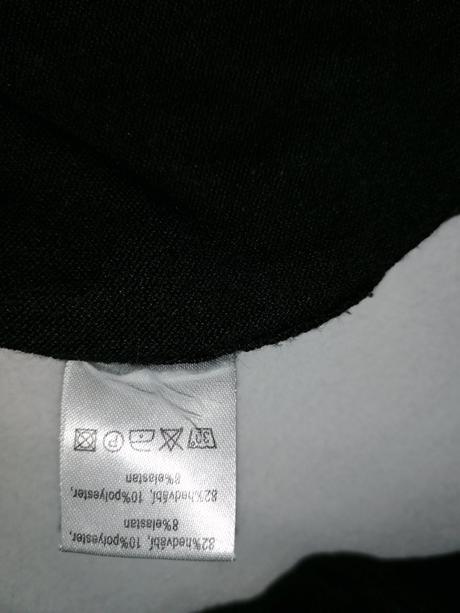 82%hedvábí, 10%polyester,
8%elastan
82%hedvábí, 10%polyester,
8%elastan
30°
P